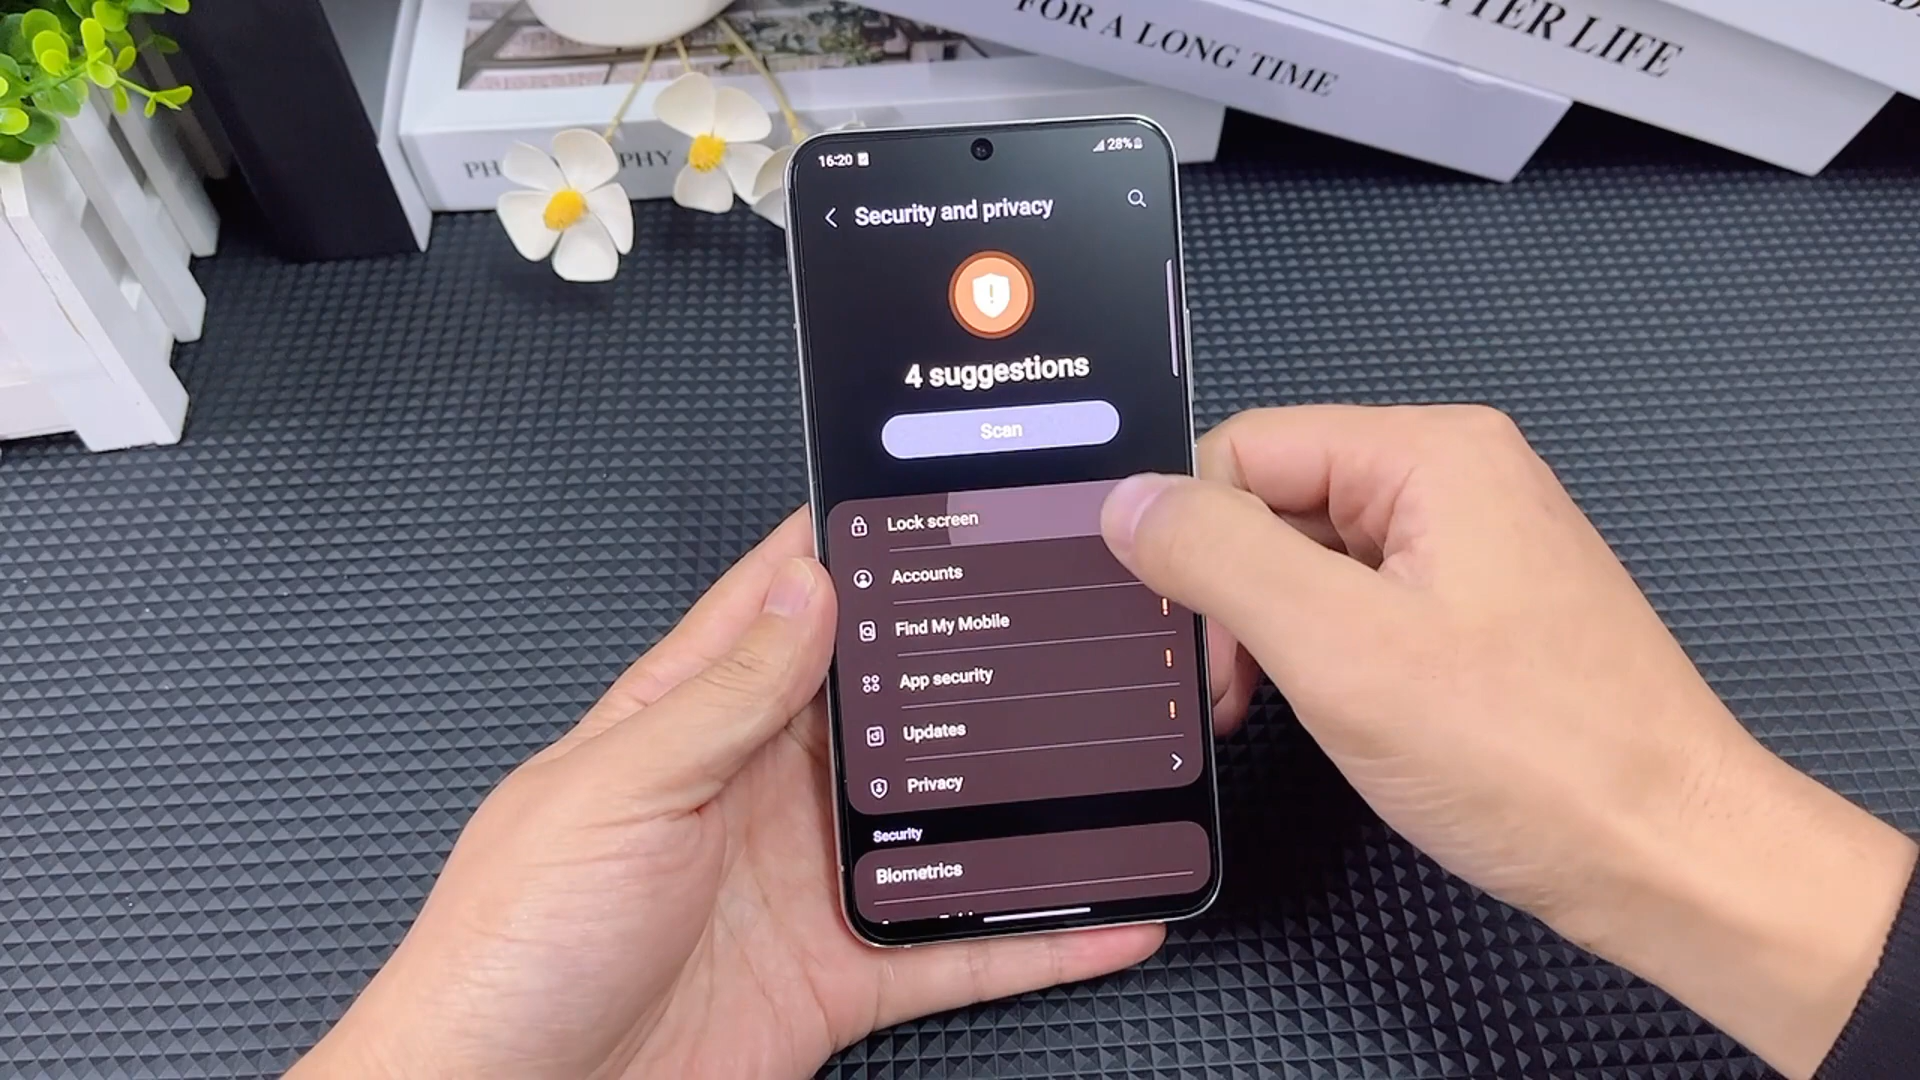 FOR A LONG TIME
LIFE
PHY
16:20
28%
Security and privacy
4 suggestions
Scan
Lock screen
Accounts
Find My Mobile
App security
Updates
Privacy
Security
Biometrics